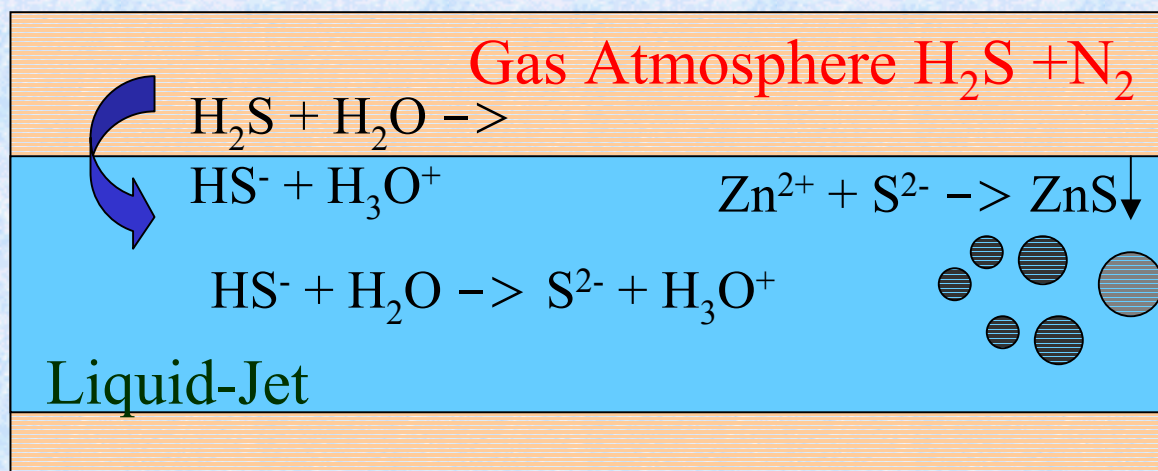 Gas Atmosphere H₂S +N₂
H₂S + H₂O −>
HS⁻ + H₃O⁺
Zn²⁺ + S²⁻ −> ZnS↓
HS⁻ + H₂O −> S²⁻ + H₃O⁺
Liquid-Jet